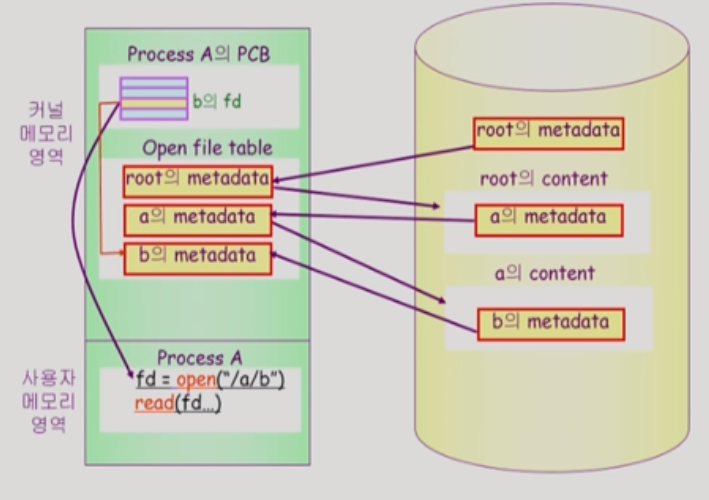 Process A의 PCB
b의 fd
커널
메모리
영역
Open file table
root의 metadata
a의 metadata
b의 metadata
root의 metadata
root의 content
a의 metadata
a의 content
b의 metadata
사용자
메모리
영역
Process A
fd = open("/a/b")
read(fd...)